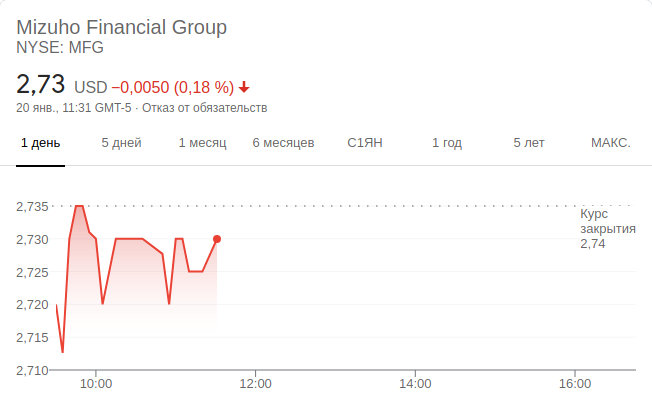 Mizuho Financial Group
NYSE: MFG
2,73 USD −0,0050 (0,18 %)
20 янв., 11:31 GMT-5 · Отказ от обязательств
1 день 5 дней 1 месяц 6 месяцев С1ЯН 1 год 5 лет МАКС.
2,735
Курс
закрытия
2,74
2,730
2,725
2,720
2,715
2,710
10:00 12:00 14:00 16:00